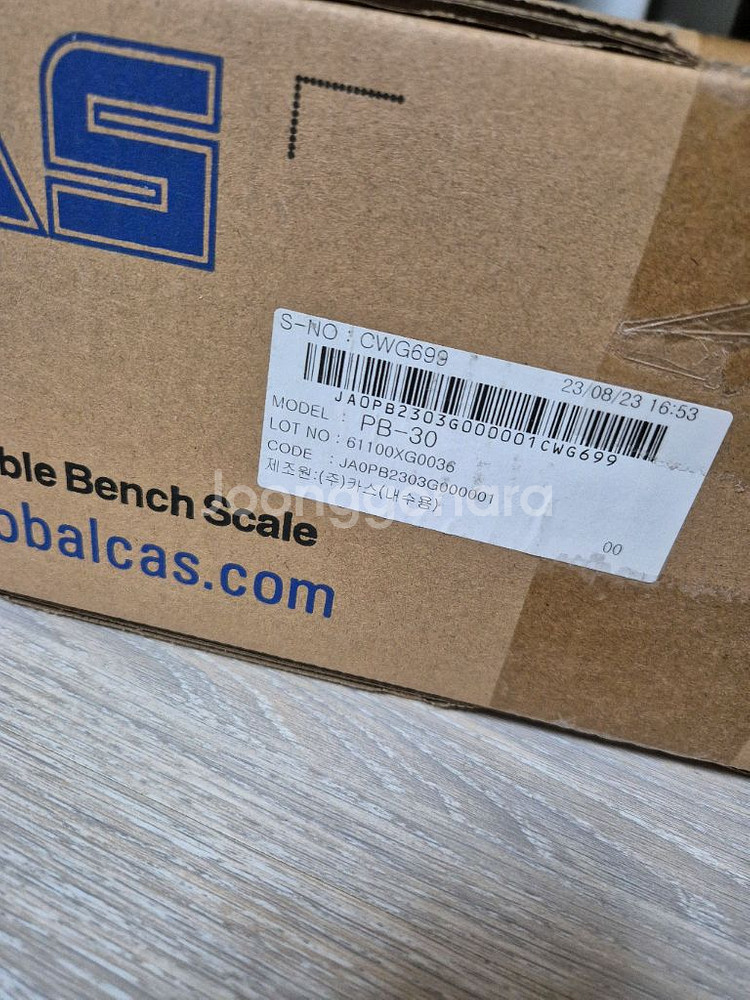 AS
S-NO : CWG699
23/08/23 16:53
JA0PB2303G000001CWG699
MODEL : PB-30
LOT NO : 61100XG0036
CODE : JA0PB2303G000001
제조원:(주)카스(내수용)
00
ble Bench Scale
obalcas.com
Joonggonara